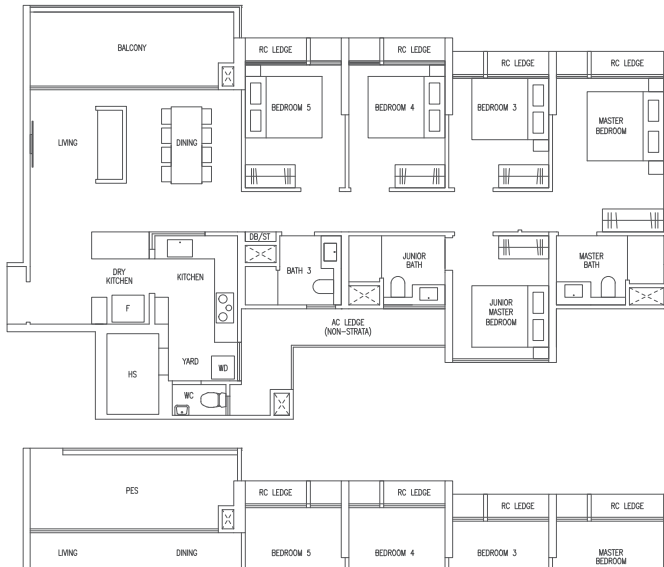 BALCONY
RC LEDGE
RC LEDGE
RC LEDGE
RC LEDGE
LIVING
DINING
BEDROOM 5
BEDROOM 4
BEDROOM 3
MASTER
BEDROOM
DB/ST
DRY
KITCHEN
KITCHEN
BATH 3
JUNIOR
BATH
MASTER
BATH
F
JUNIOR
MASTER
BEDROOM
AC LEDGE
(NON-STRATA)
HS
YARD
WD
WC
PES
RC LEDGE
RC LEDGE
RC LEDGE
RC LEDGE
LIVING
DINING
BEDROOM 5
BEDROOM 4
BEDROOM 3
MASTER
BEDROOM